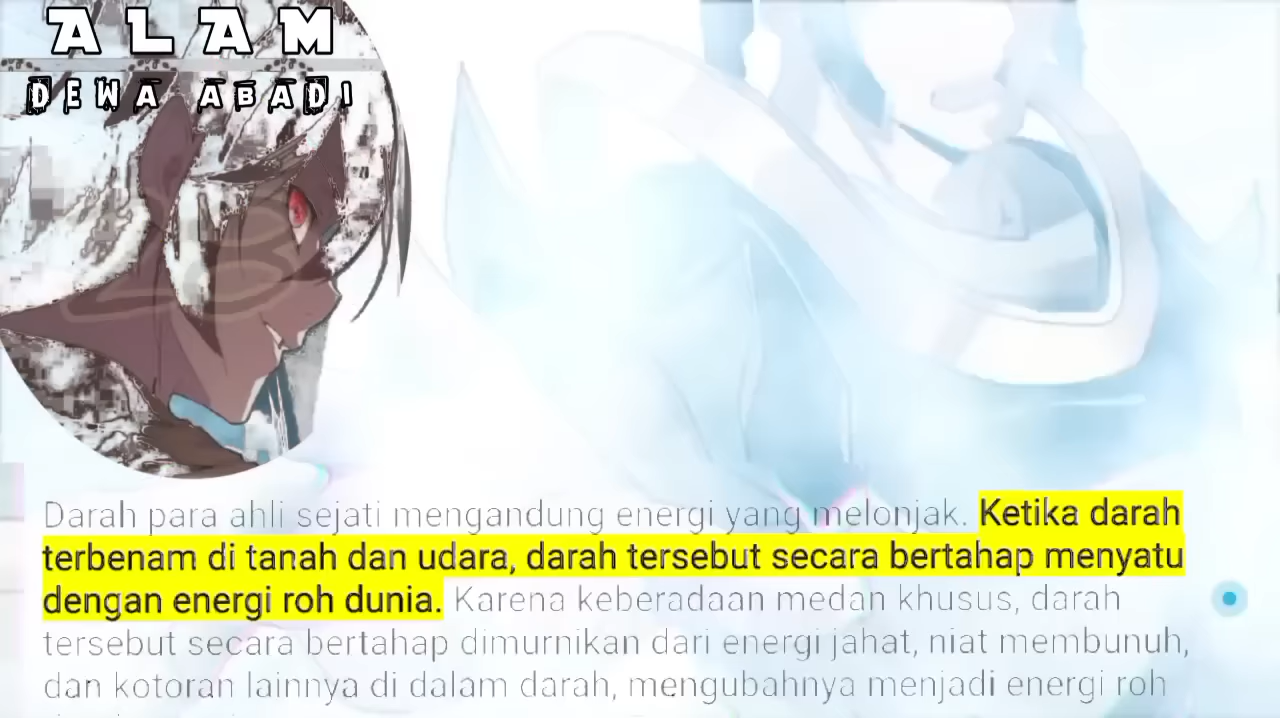 ALAM
DEWA ABADI
Darah para ahli sejati mengandung energi yang melonjak. Ketika darah
terbenam di tanah dan udara, darah tersebut secara bertahap menyatu
dengan energi roh dunia. Karena keberadaan medan khusus, darah
tersebut secara bertahap dimurnikan dari energi jahat, niat membunuh,
dan kotoran lainnya di dalam darah, mengubahnya menjadi energi roh